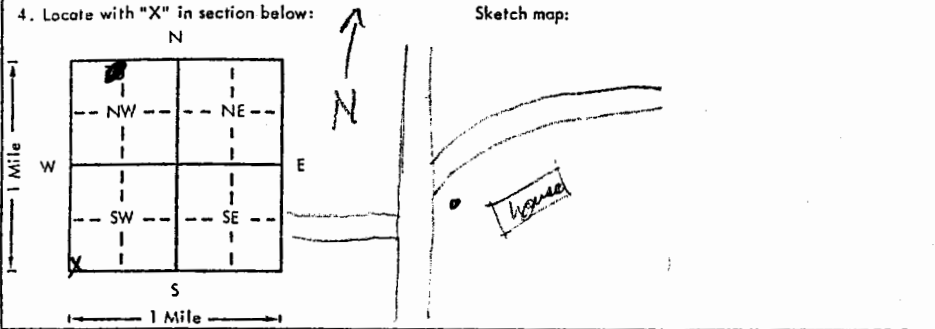 4. Locate with "X" in section below:
Sketch map:
N
N
NW
NE
W
E
1 Mile
SW
SE
house
X
S
1 Mile